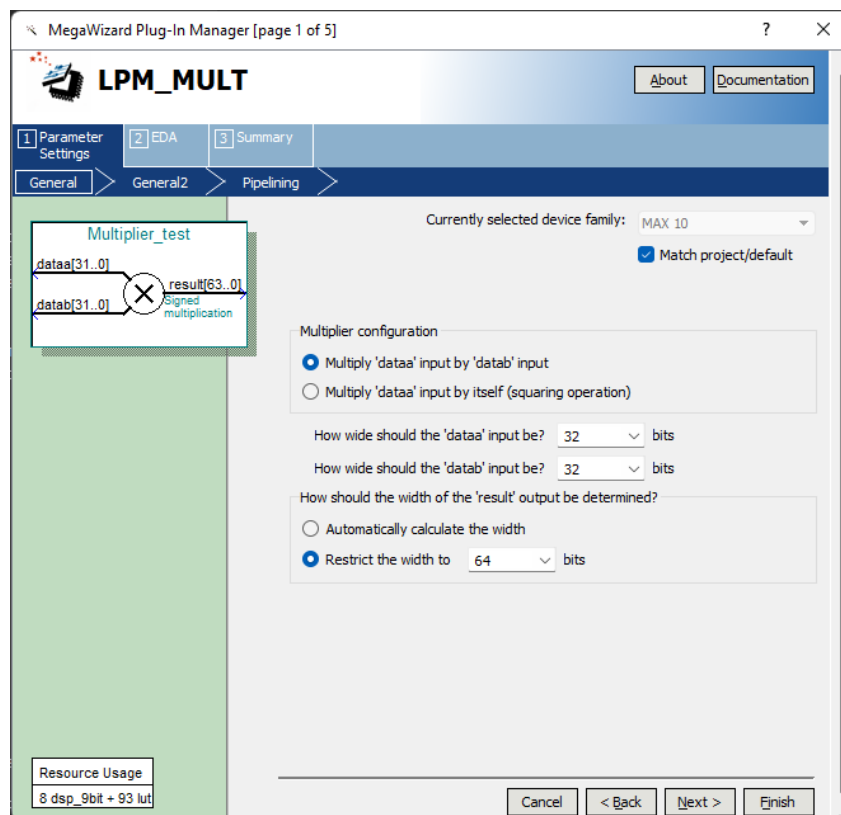 MegaWizard Plug-In Manager [page 1 of 5]
? ×
LPM_MULT
About
Documentation
1 Parameter Settings
2 EDA
3 Summary
General
General2
Pipelining
Multiplier_test
dataa[31..0]
result[63..0]
Signed
multiplication
datab[31..0]
Currently selected device family:
MAX 10
Match project/default
Multiplier configuration
Multiply 'dataa' input by 'datab' input
Multiply 'dataa' input by itself (squaring operation)
How wide should the 'dataa' input be? 32 bits
How wide should the 'datab' input be? 32 bits
How should the width of the 'result' output be determined?
Automatically calculate the width
Restrict the width to 64 bits
Resource Usage
8 dsp_9bit + 93 lut
Cancel
< Back
Next >
Finish